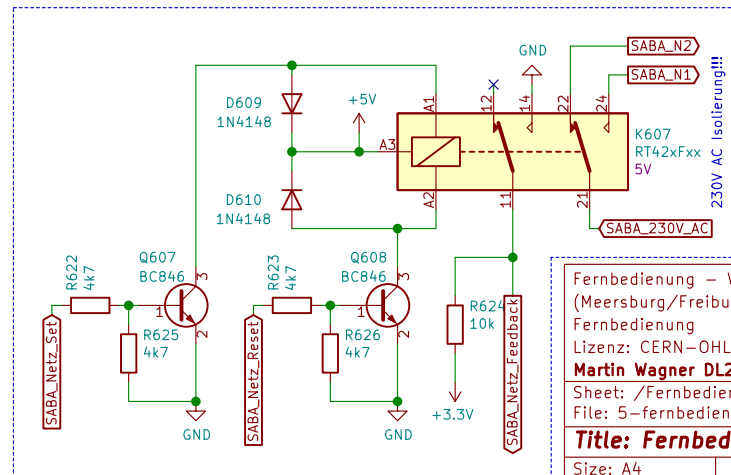 SABA_N2
GND
SABA_N1
230V AC Isolierung!!!
D609
1N4148
+5V
A1
12
14
22
24
A3
K607
RT42xFxx
5V
D610
1N4148
A2
11
21
SABA_230V_AC
R622
4k7
Q607
BC846
3
1
2
R623
4k7
Q608
BC846
3
1
2
R624
10k
R625
4k7
R626
4k7
SABA_Netz_Set
SABA_Netz_Reset
SABA_Netz_Feedback
+3.3V
GND
GND
Fernbedienung –
(Meersburg/Freibu
Fernbedienung
Lizenz: CERN-OHL
Martin Wagner DL2
Sheet: /Fernbedien
File: 5-fernbedien
Title: Fernbed
Size: A4